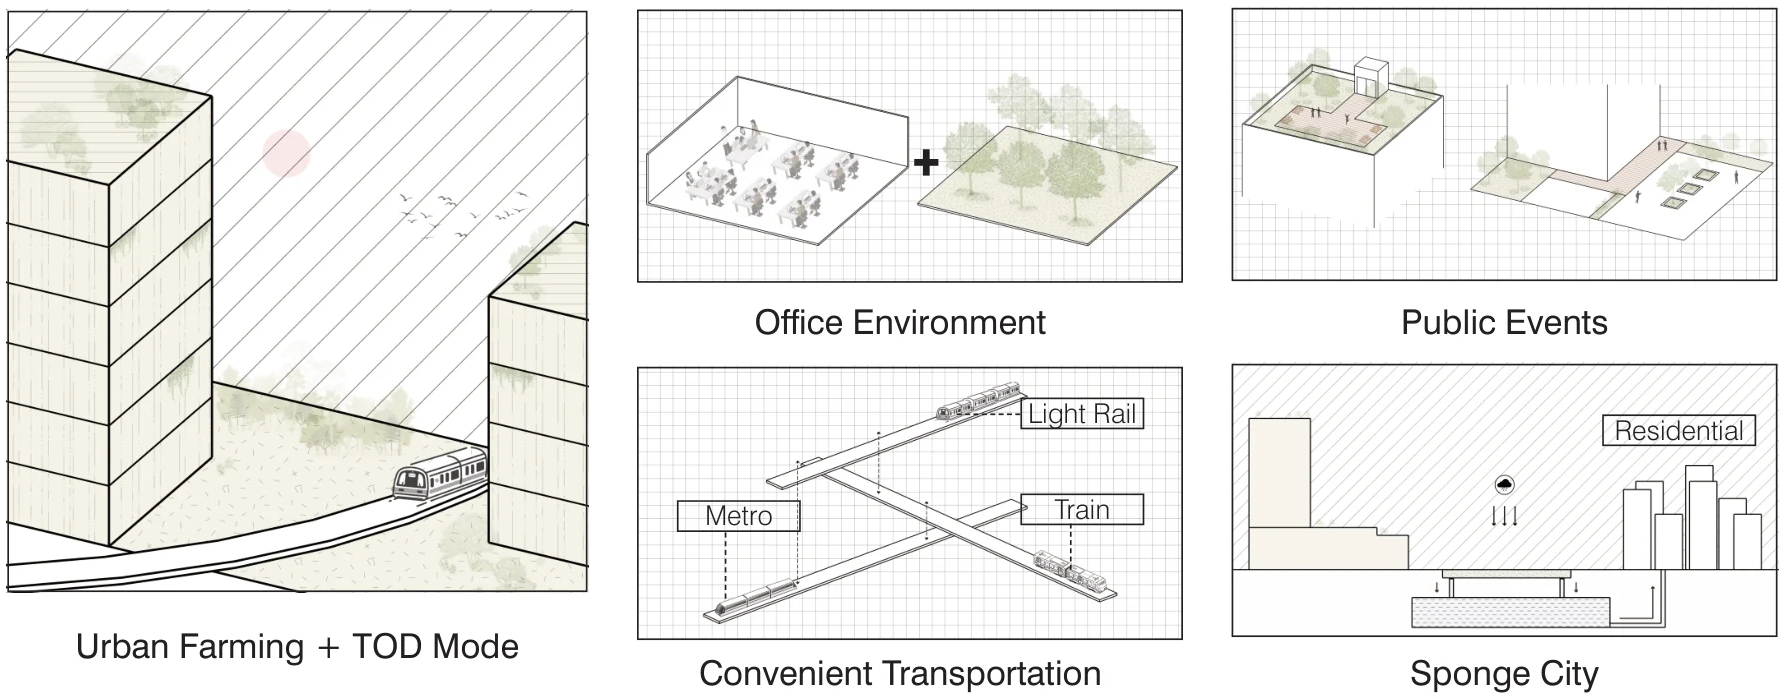 Urban Farming + TOD Mode
Office Environment
Public Events
Light Rail
Metro
Train
Convenient Transportation
Residential
Sponge City